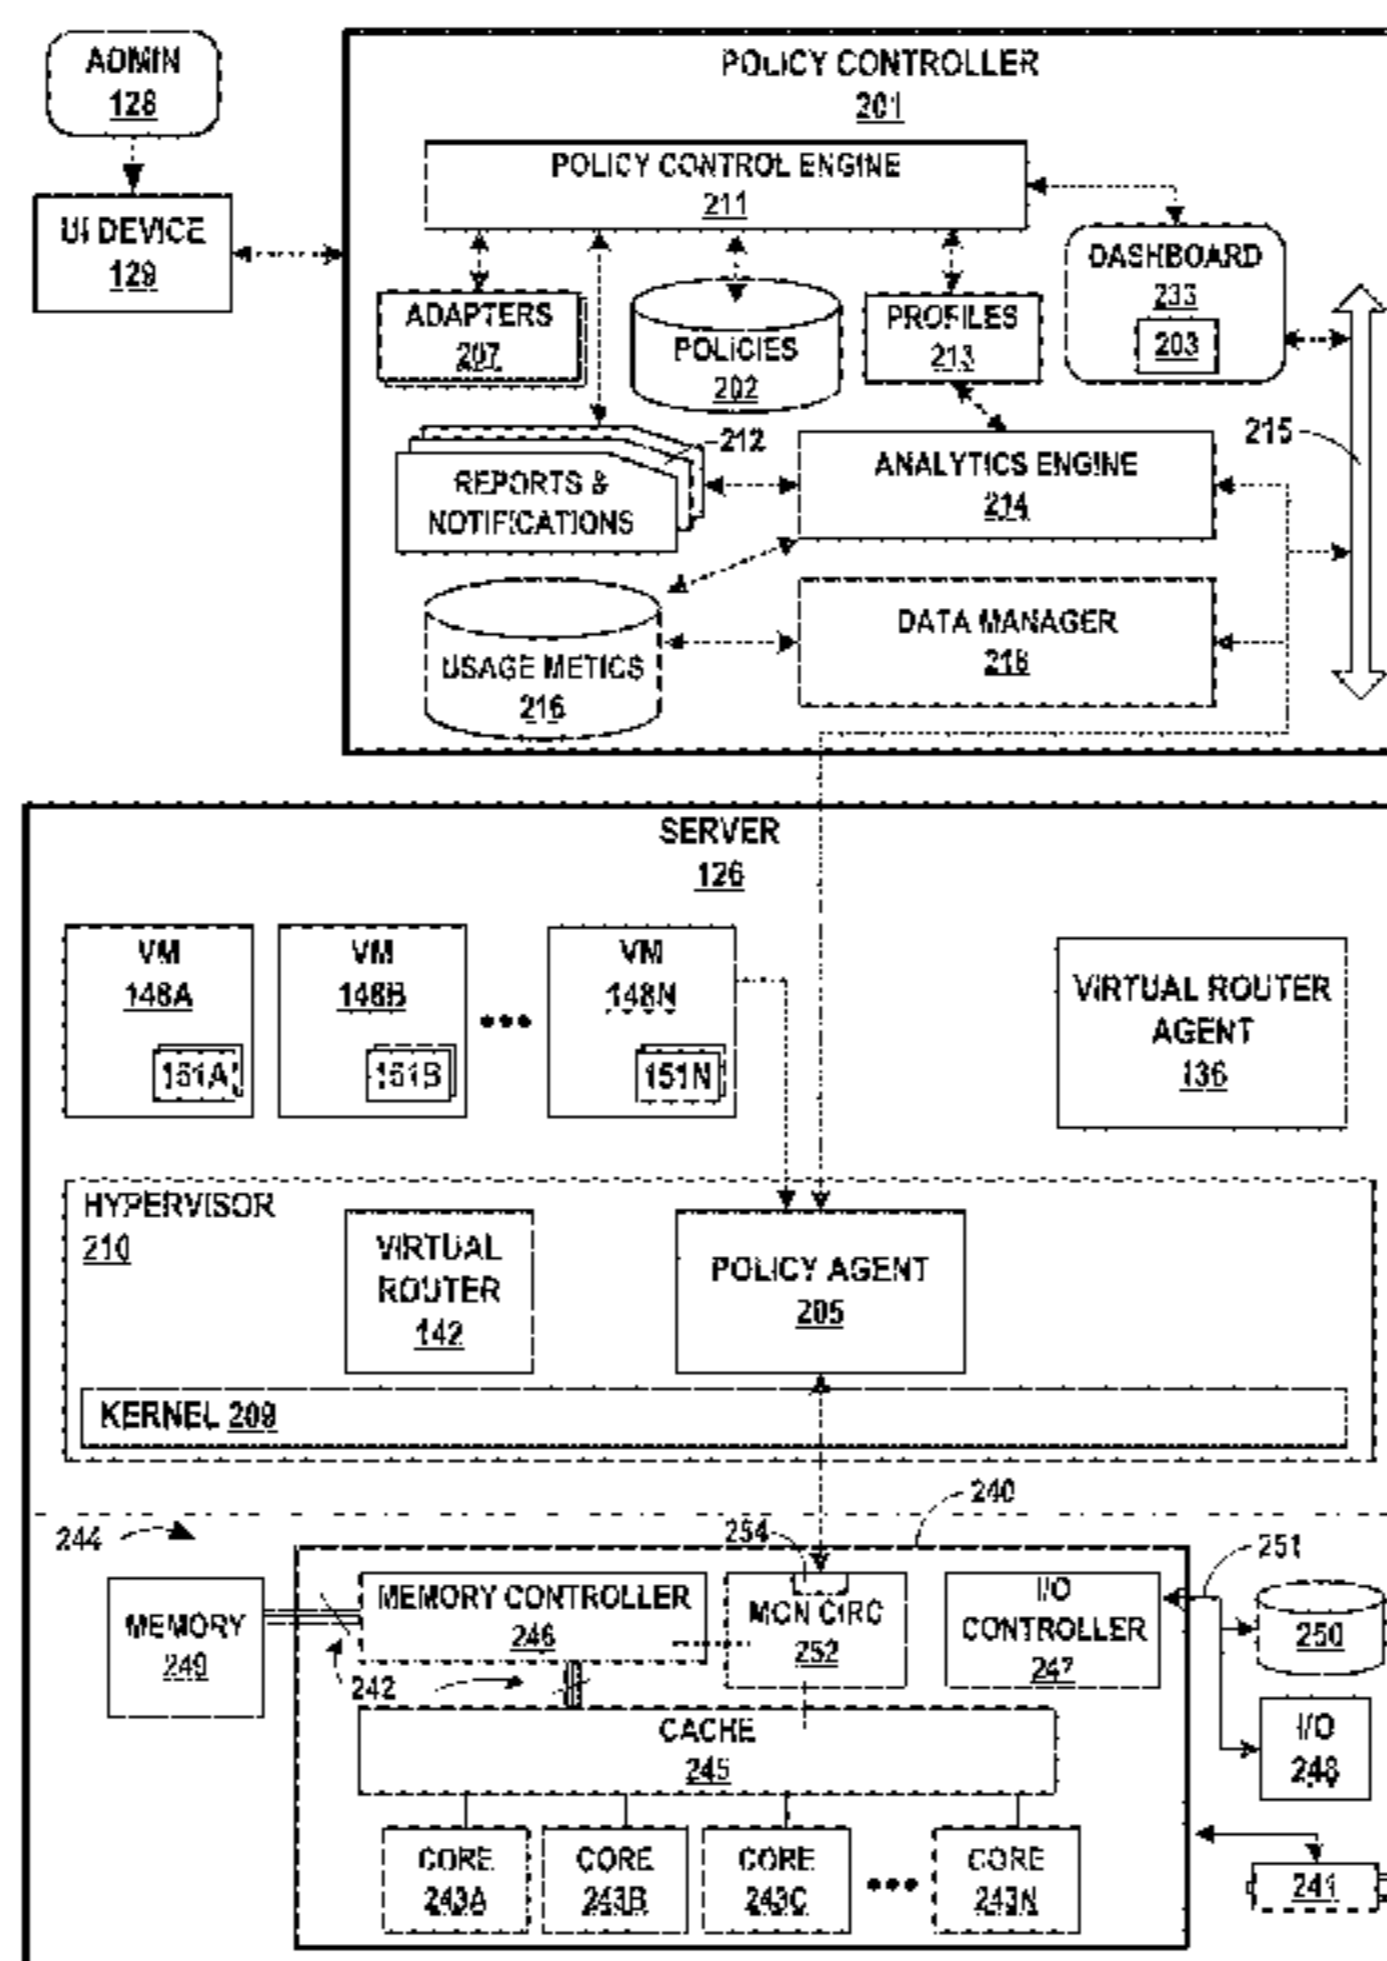 ADMIN
128
UI DEVICE
129
POLICY CONTROLLER
201
POLICY CONTROL ENGINE
211
DASHBOARD
233
203
ADAPTERS
207
POLICIES
202
PROFILES
213
212
215
REPORTS &
NOTIFICATIONS
ANALYTICS ENGINE
214
USAGE METICS
216
DATA MANAGER
218
SERVER
126
VM
148A
151A
VM
148B
151B
VM
148N
151N
VIRTUAL ROUTER
AGENT
136
HYPERVISOR
210
VIRTUAL
ROUTER
142
POLICY AGENT
205
KERNEL 209
240
244
254
251
MEMORY
249
MEMORY CONTROLLER
246
MON CIRC
252
I/O
CONTROLLER
247
250
242
CACHE
245
I/O
248
CORE
243A
CORE
243B
CORE
243C
CORE
243N
241